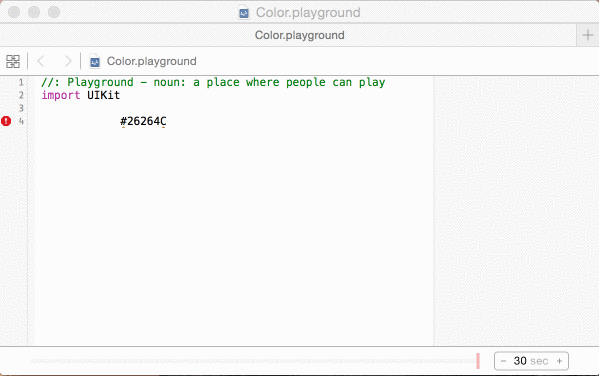 Color.playground
Color.playground
Color.playground
1 //: Playground - noun: a place where people can play
2 import UIKit
3
4 #26264C
- 30 sec +